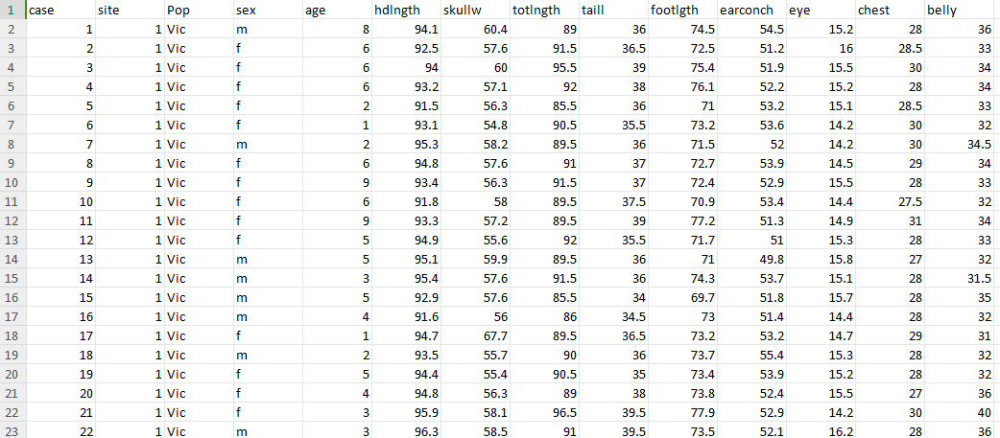 1 case site Pop sex age hdlngth skullw totlngth taill footlgth earconch eye chest belly
2 1 1 Vic m 8 94.1 60.4 89 36 74.5 54.5 15.2 28 36
3 2 1 Vic f 6 92.5 57.6 91.5 36.5 72.5 51.2 16 28.5 33
4 3 1 Vic f 6 94 60 95.5 39 75.4 51.9 15.5 30 34
5 4 1 Vic f 6 93.2 57.1 92 38 76.1 52.2 15.2 28 34
6 5 1 Vic f 2 91.5 56.3 85.5 36 71 53.2 15.1 28.5 33
7 6 1 Vic f 1 93.1 54.8 90.5 35.5 73.2 53.6 14.2 30 32
8 7 1 Vic m 2 95.3 58.2 89.5 36 71.5 52 14.2 30 34.5
9 8 1 Vic f 6 94.8 57.6 91 37 72.7 53.9 14.5 29 34
10 9 1 Vic f 9 93.4 56.3 91.5 37 72.4 52.9 15.5 28 33
11 10 1 Vic f 6 91.8 58 89.5 37.5 70.9 53.4 14.4 27.5 32
12 11 1 Vic f 9 93.3 57.2 89.5 39 77.2 51.3 14.9 31 34
13 12 1 Vic f 5 94.9 55.6 92 35.5 71.7 51 15.3 28 33
14 13 1 Vic m 5 95.1 59.9 89.5 36 71 49.8 15.8 27 32
15 14 1 Vic m 3 95.4 57.6 91.5 36 74.3 53.7 15.1 28 31.5
16 15 1 Vic m 5 92.9 57.6 85.5 34 69.7 51.8 15.7 28 35
17 16 1 Vic m 4 91.6 56 86 34.5 73 51.4 14.4 28 32
18 17 1 Vic f 1 94.7 67.7 89.5 36.5 73.2 53.2 14.7 29 31
19 18 1 Vic m 2 93.5 55.7 90 36 73.7 55.4 15.3 28 32
20 19 1 Vic f 5 94.4 55.4 90.5 35 73.4 53.9 15.2 28 32
21 20 1 Vic f 4 94.8 56.3 89 38 73.8 52.4 15.5 27 36
22 21 1 Vic f 3 95.9 58.1 96.5 39.5 77.9 52.9 14.2 30 40
23 22 1 Vic m 3 96.3 58.5 91 39.5 73.5 52.1 16.2 28 36